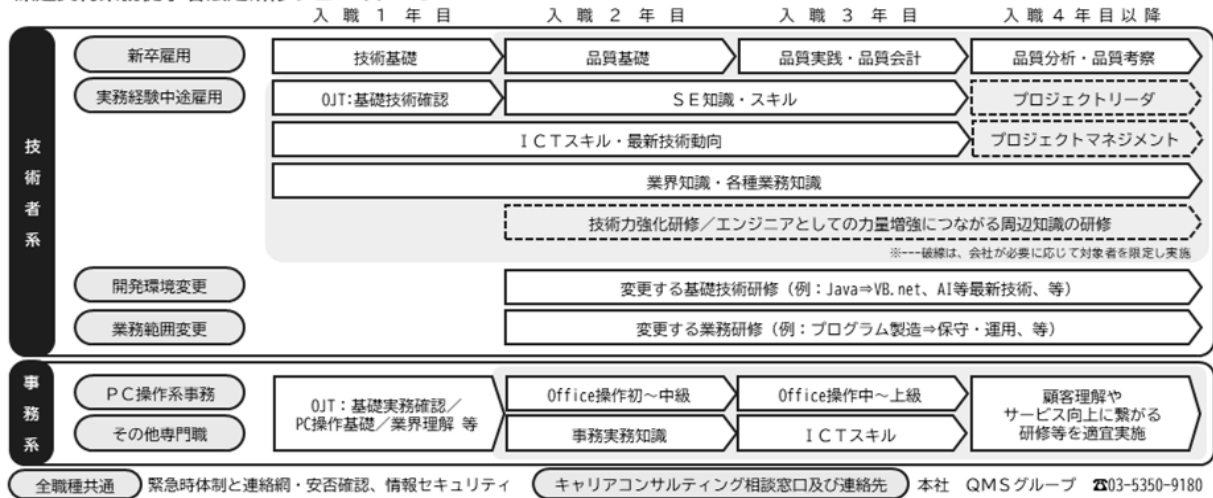 入職1年目 入職2年目 入職3年目 入職4年目以降
技術者系
新卒雇用 技術基礎 品質基礎 品質実践・品質会計 品質分析・品質考察
実務経験中途雇用 OJT:基礎技術確認 SE知識・スキル プロジェクトリーダ
ICTスキル・最新技術動向 プロジェクトマネジメント
業界知識・各種業務知識
技術力強化研修／エンジニアとしての力量増強につながる周辺知識の研修
※---破線は、会社が必要に応じて対象者を限定し実施
開発環境変更 変更する基礎技術研修（例：Java⇒VB.net、AI等最新技術、等）
業務範囲変更 変更する業務研修（例：プログラム製造⇒保守・運用、等）
事務系
PC操作系事務 OJT：基礎実務確認／ Office操作初～中級 Office操作中～上級 顧客理解や
PC操作基礎／業界理解 等 サービス向上に繋がる
その他専門職 事務実務知識 ICTスキル 研修等を適宜実施
全職種共通 緊急時体制と連絡網・安否確認、情報セキュリティ キャリアコンサルティング相談窓口及び連絡先 本社 QMSグループ ☎03-5350-9180